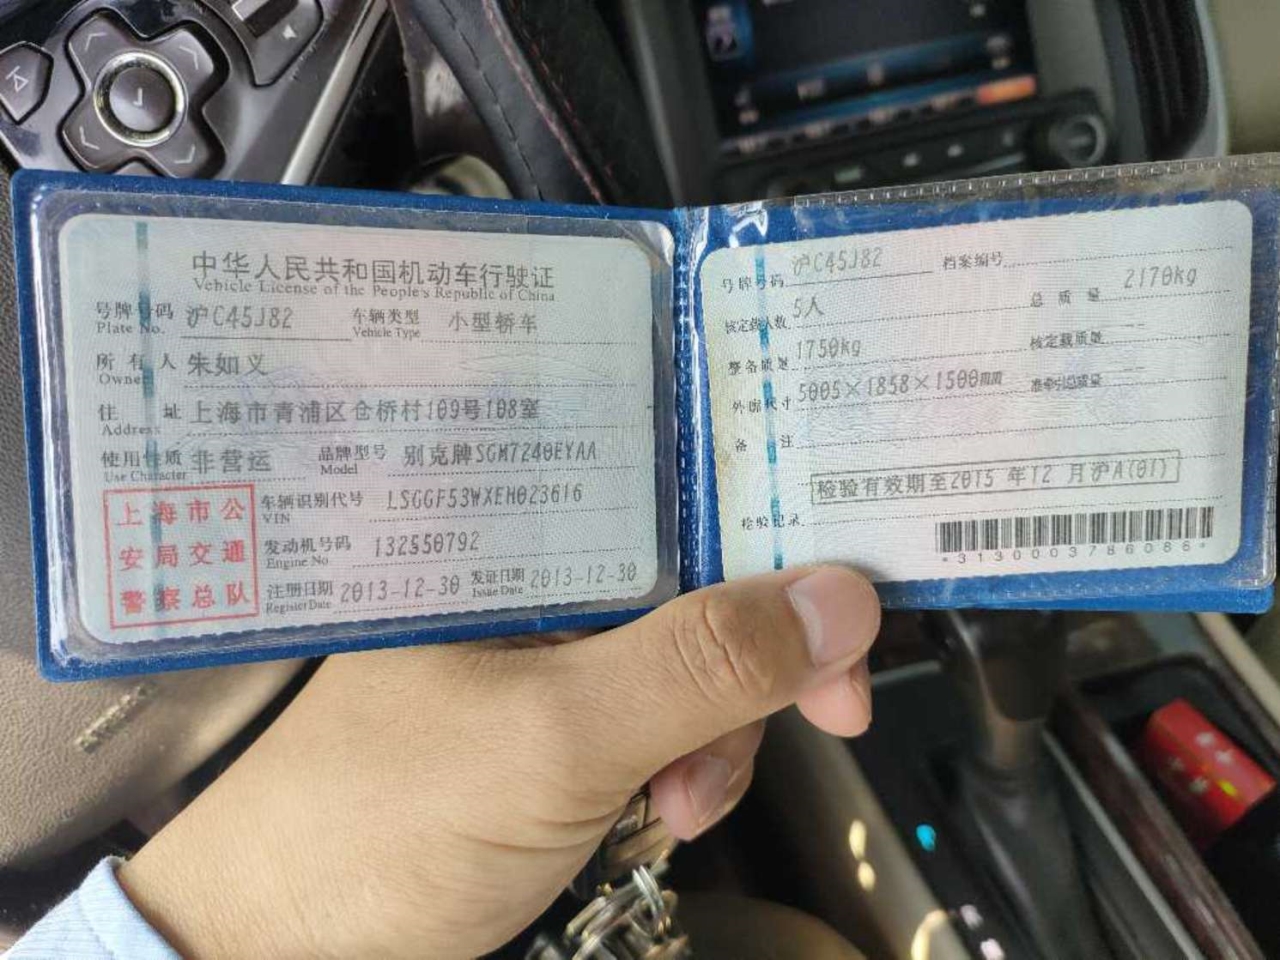 中华人民共和国机动车行驶证
Vehicle License of the People's Republic of China
号牌号码 沪C45J82 车辆类型 小型轿车
Plate No. Vehicle Type
所有人 朱如义
Owner
住址 上海市青浦区仓桥村109号108室
Address
使用性质 非营运 品牌型号 别克牌SGM7240EYAA
Use Character Model
上海市公
安局交通
警察总队
车辆识别代号 LSGGF53WXEH023616
VIN
发动机号码 132550792
Engine No
注册日期 2013-12-30 发证日期 2013-12-30
Register Date Issue Date
号牌号码 沪C45J82 档案编号
核定载人数 5人 总质量 2170kg
整备质量 1750kg 核定载质量 --
外廓尺寸 5005×1858×1500mm 准牵引总质量 --
备注
检验有效期至2015 年12 月沪A(01)
检验记录
*3130003786086*